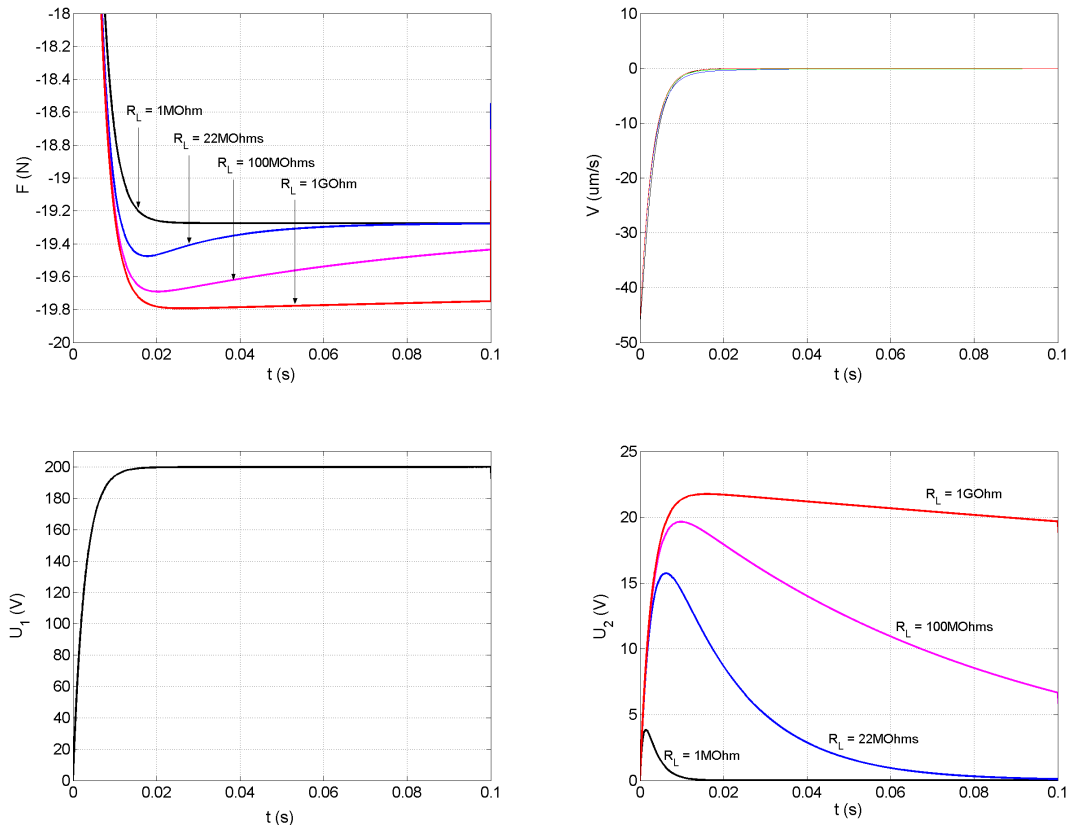 -18
-18.2
-18.4
-18.6
-18.8
-19
-19.2
-19.4
-19.6
-19.8
-20
F (N)
R_L = 1MOhm
R_L = 22MOhms
R_L = 100MOhms
R_L = 1GOhm
0 0.02 0.04 0.06 0.08 0.1
t (s)
10
0
-10
-20
-30
-40
-50
V (um/s)
0 0.02 0.04 0.06 0.08 0.1
t (s)
200
180
160
140
120
100
80
60
40
20
0
U_1 (V)
0 0.02 0.04 0.06 0.08 0.1
t (s)
25
20
15
10
5
0
U_2 (V)
R_L = 1GOhm
R_L = 100MOhms
R_L = 22MOhms
R_L = 1MOhm
0 0.02 0.04 0.06 0.08 0.1
t (s)